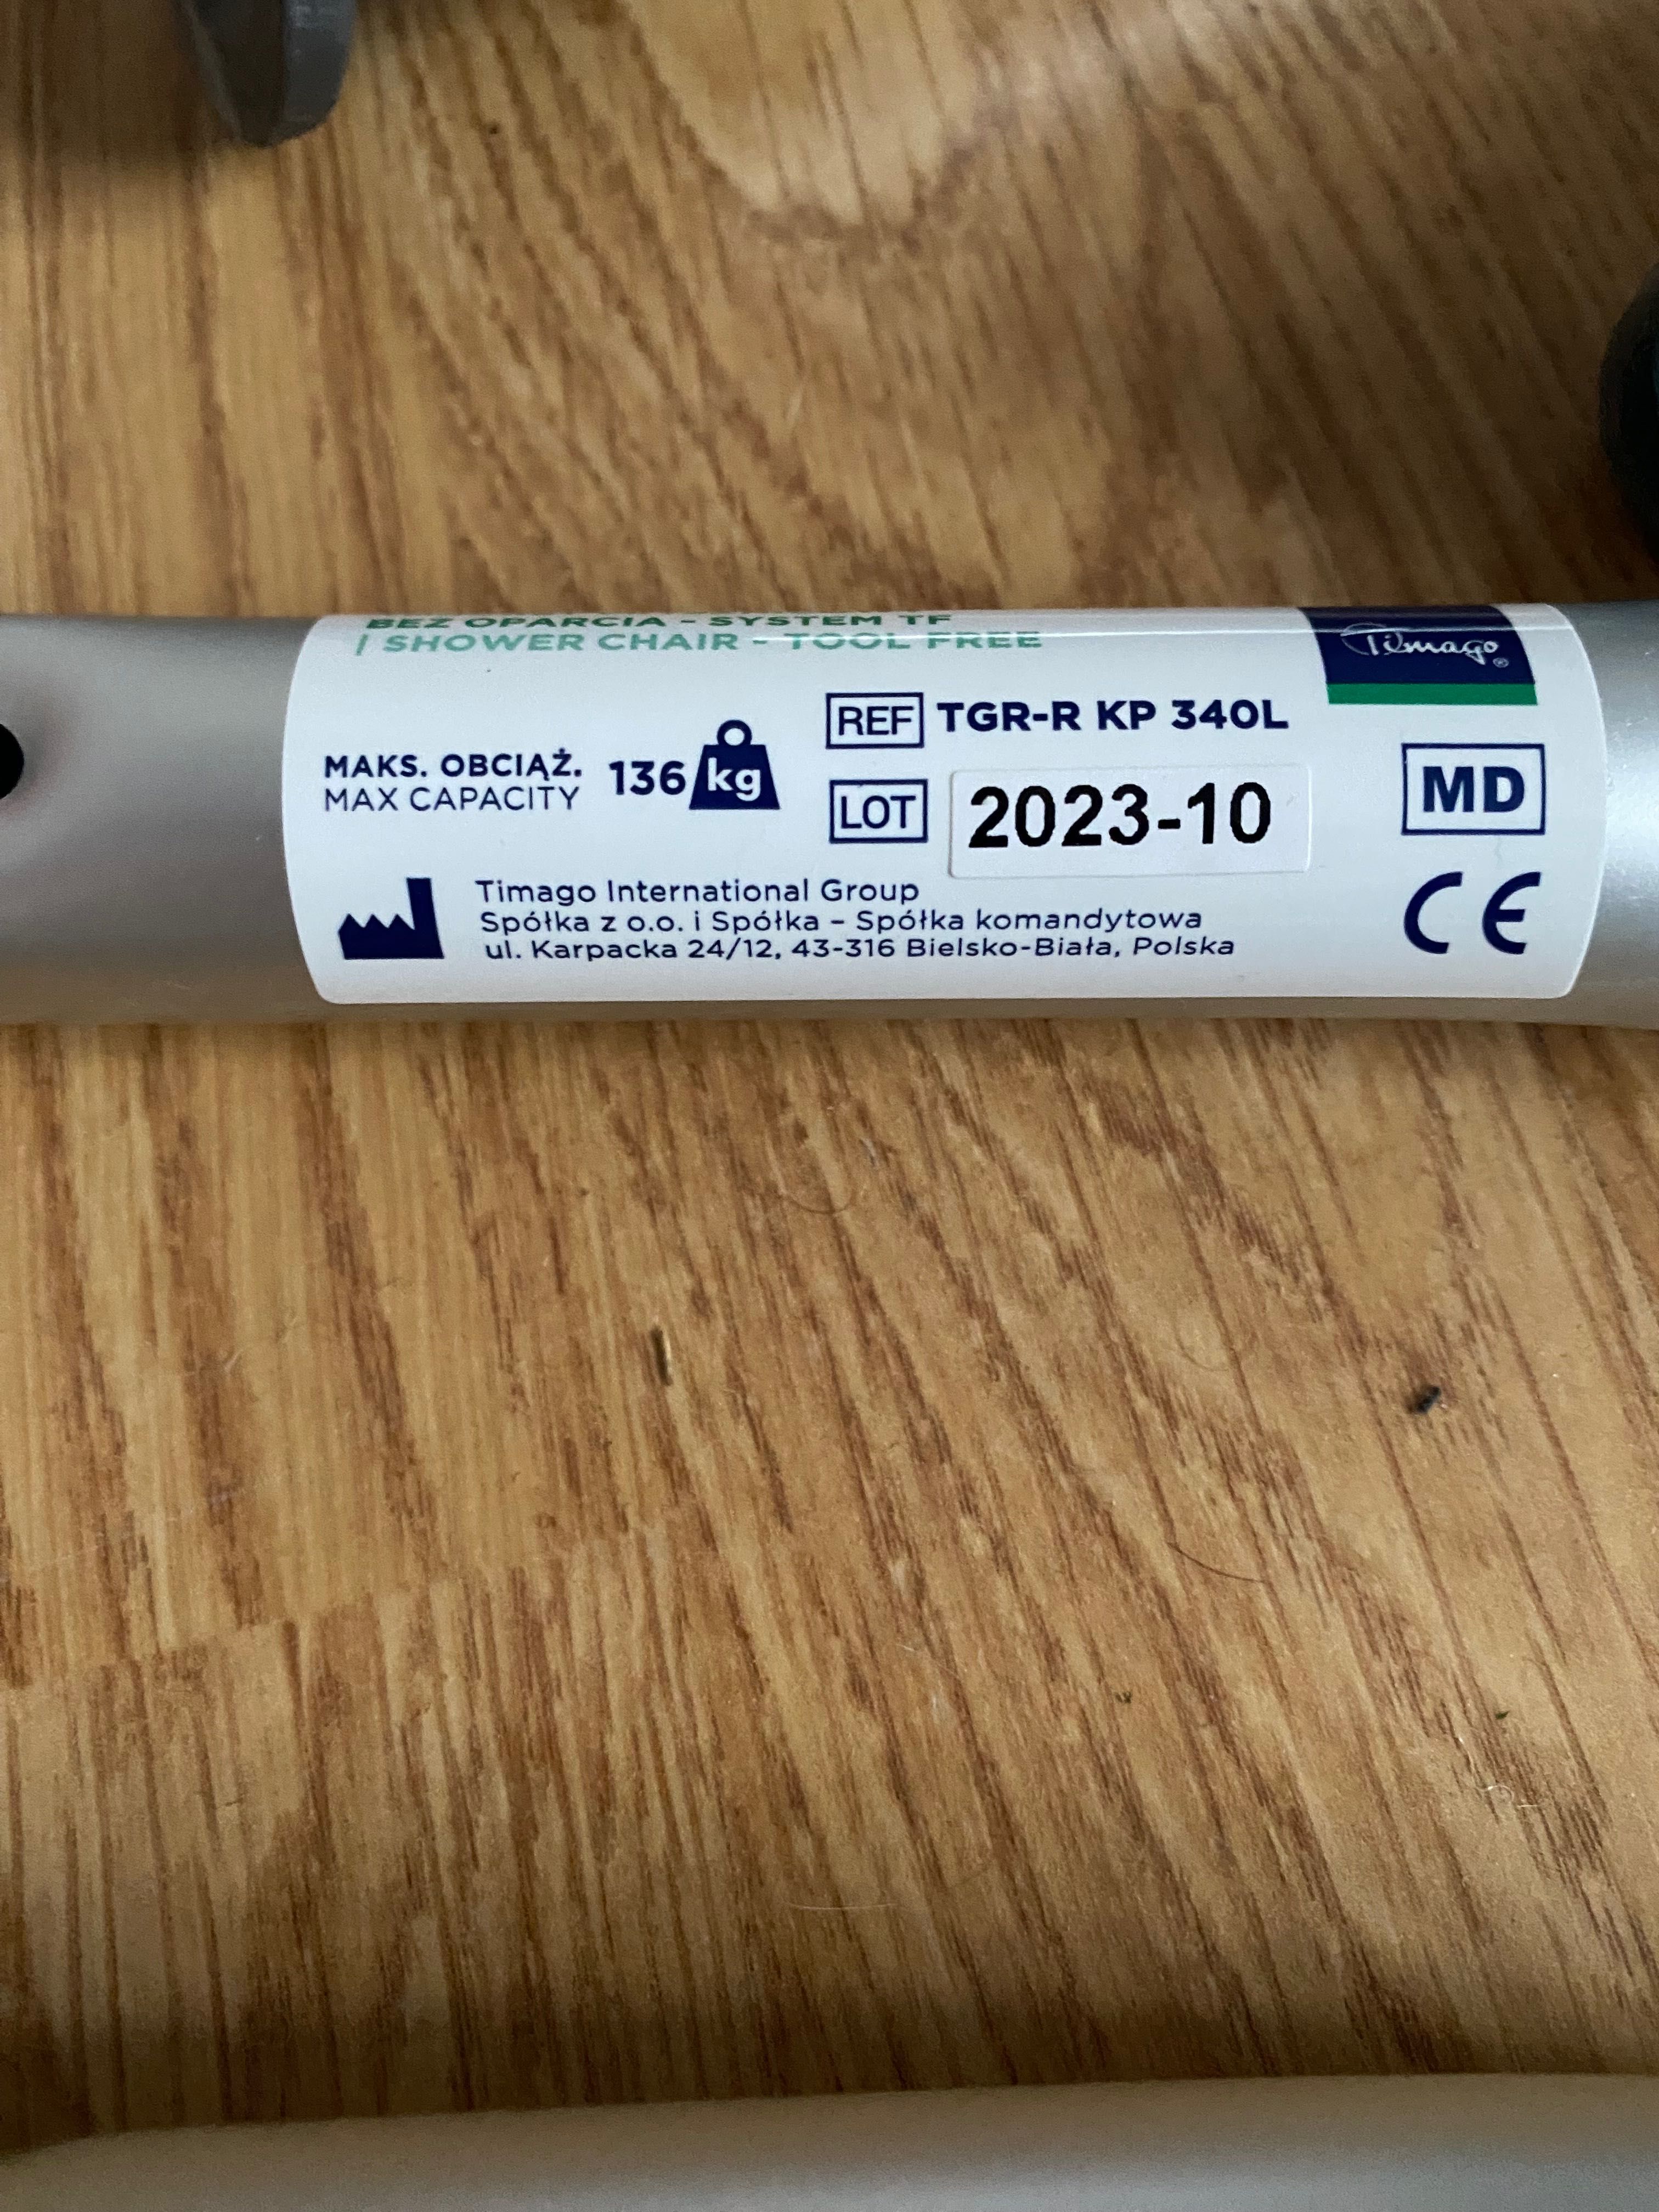 BEZ OPARCIA - SYSTEM TF
| SHOWER CHAIR - TOOL FREE
Timago ®
REF TGR-R KP 340L
MAKS. OBCIĄŻ.
MAX CAPACITY
136 kg
LOT 2023-10
MD
Timago International Group
Spółka z o.o. i Spółka – Spółka komandytowa
ul. Karpacka 24/12, 43-316 Bielsko-Biała, Polska
CE